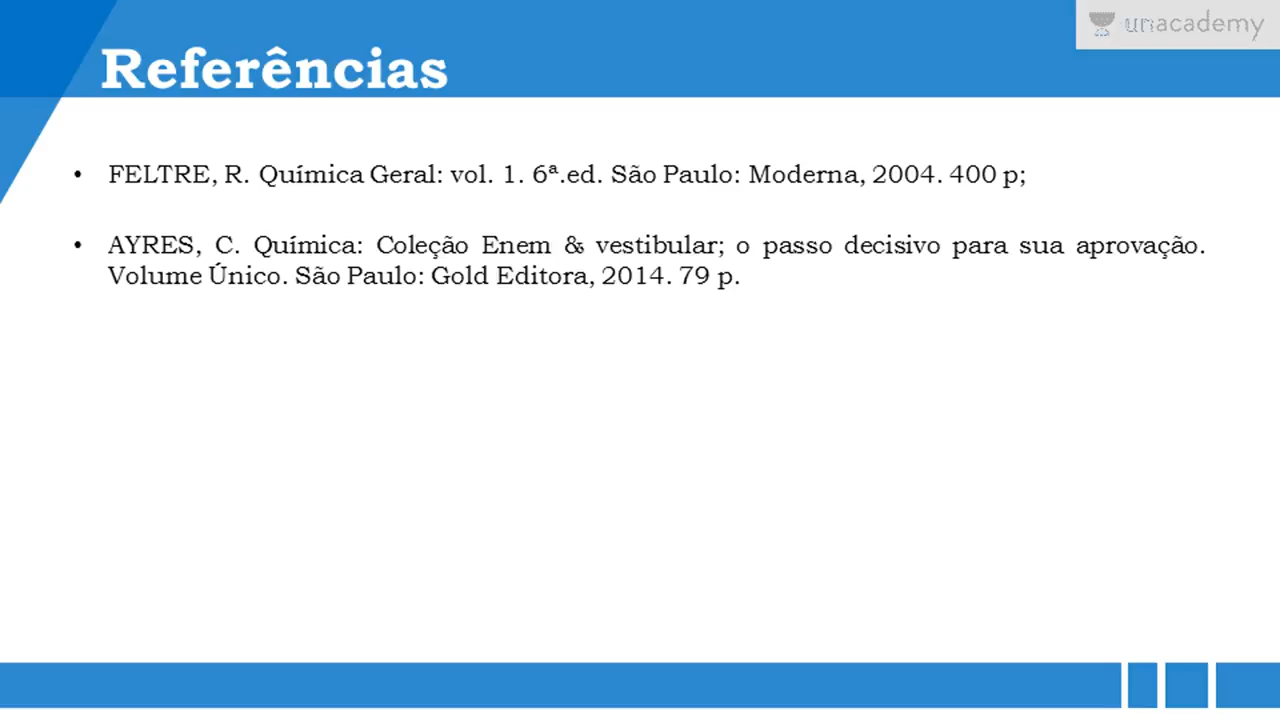 unacademy
Referências
• FELTRE, R. Química Geral: vol. 1. 6ª.ed. São Paulo: Moderna, 2004. 400 p;
• AYRES, C. Química: Coleção Enem & vestibular; o passo decisivo para sua aprovação.
Volume Único. São Paulo: Gold Editora, 2014. 79 p.